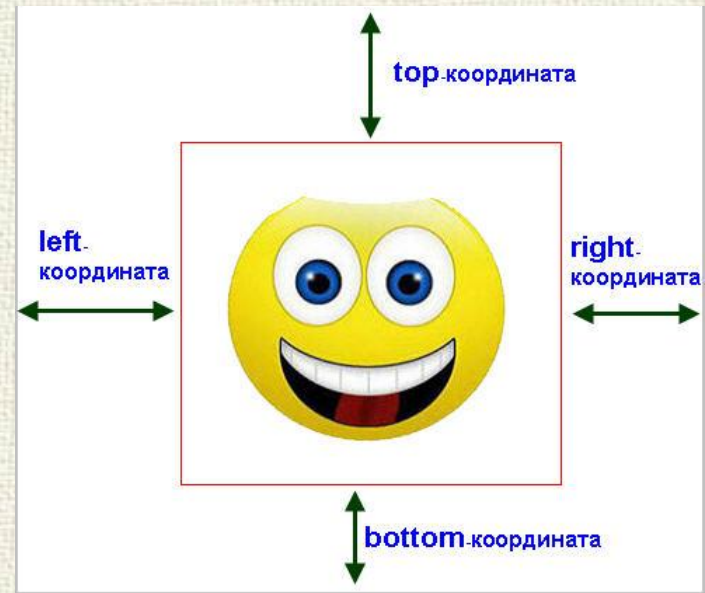 top-координата
left-
координата
right-
координата
bottom-координата